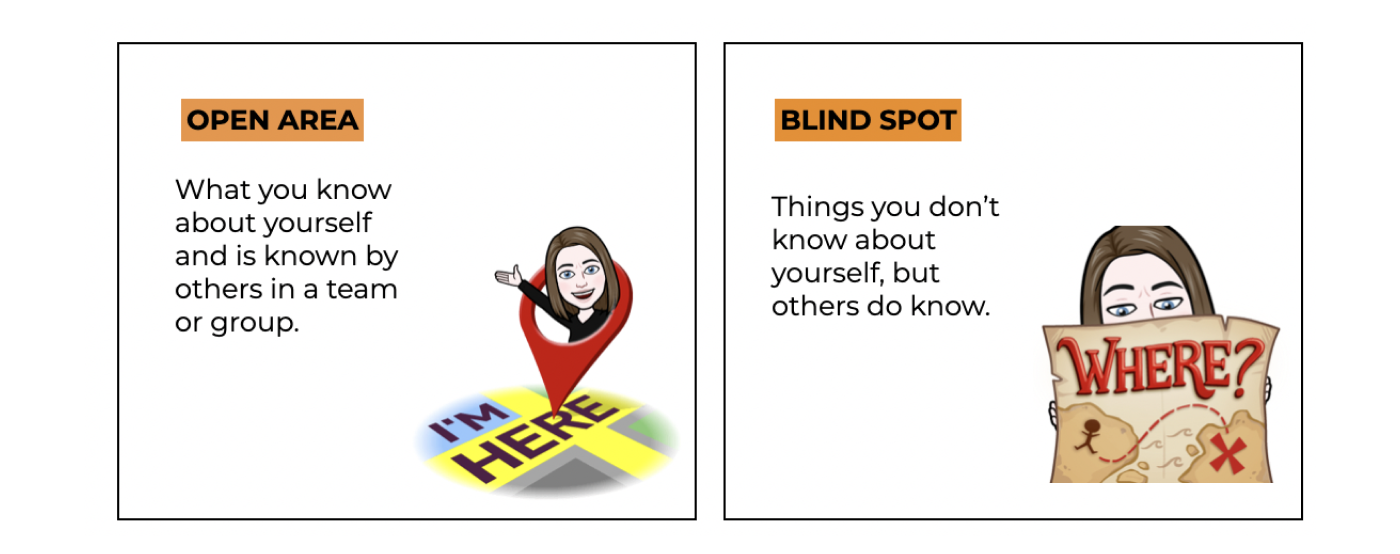 OPEN AREA
What you know
about yourself
and is known by
others in a team
or group.
I'M
HERE
BLIND SPOT
Things you don’t
know about
yourself, but
others do know.
WHERE?